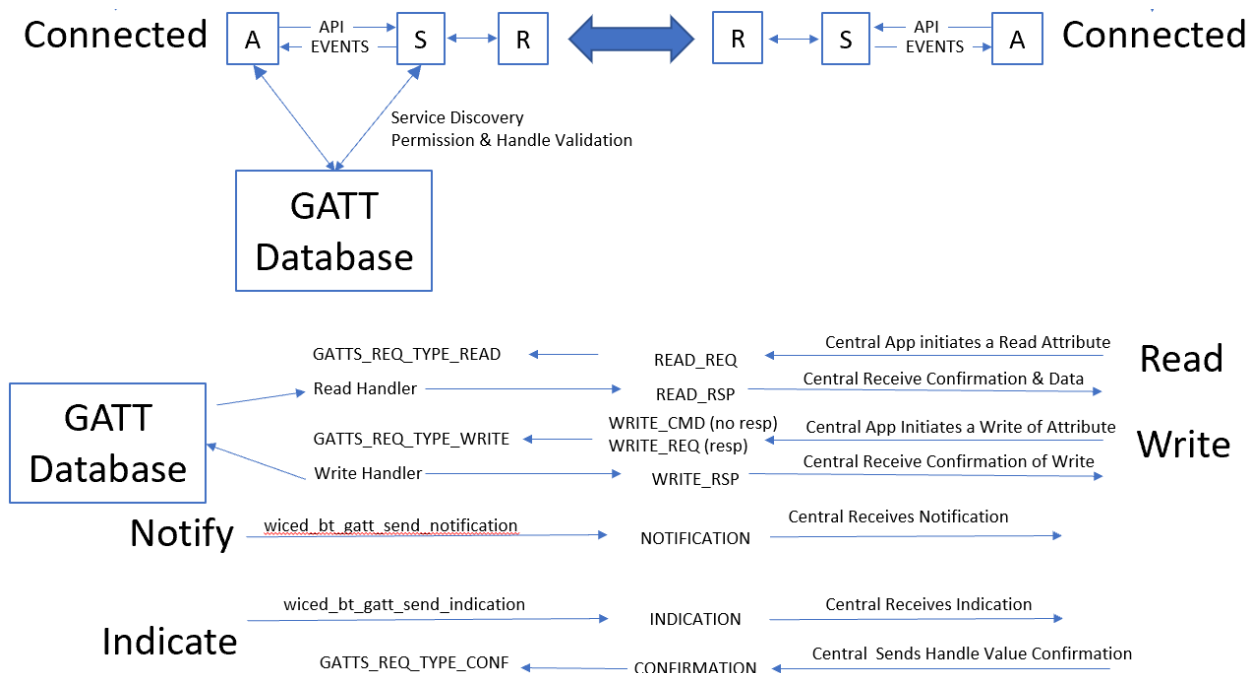 Connected
A
API
EVENTS
S
R
R
S
API
EVENTS
A
Connected
Service Discovery
Permission & Handle Validation
GATT
Database
GATTS_REQ_TYPE_READ
READ_REQ
Central App initiates a Read Attribute
Read
Read Handler
READ_RSP
Central Receive Confirmation & Data
GATT
Database
GATTS_REQ_TYPE_WRITE
WRITE_CMD (no resp)
WRITE_REQ (resp)
Central App Initiates a Write of Attribute
Write
Write Handler
WRITE_RSP
Central Receive Confirmation of Write
Notify
wiced_bt_gatt_send_notification
NOTIFICATION
Central Receives Notification
Indicate
wiced_bt_gatt_send_indication
INDICATION
Central Receives Indication
GATTS_REQ_TYPE_CONF
CONFIRMATION
Central  Sends Handle Value Confirmation